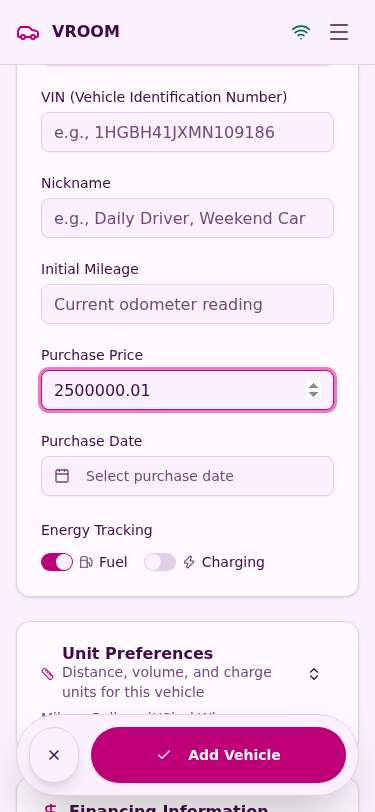 VROOM
VIN (Vehicle Identification Number)
e.g., 1HGBH41JXMN109186
Nickname
e.g., Daily Driver, Weekend Car
Initial Mileage
Current odometer reading
Purchase Price
2500000.01
Purchase Date
Select purchase date
Energy Tracking
Fuel
Charging
Unit Preferences
Distance, volume, and charge
units for this vehicle
Add Vehicle
Financing Information